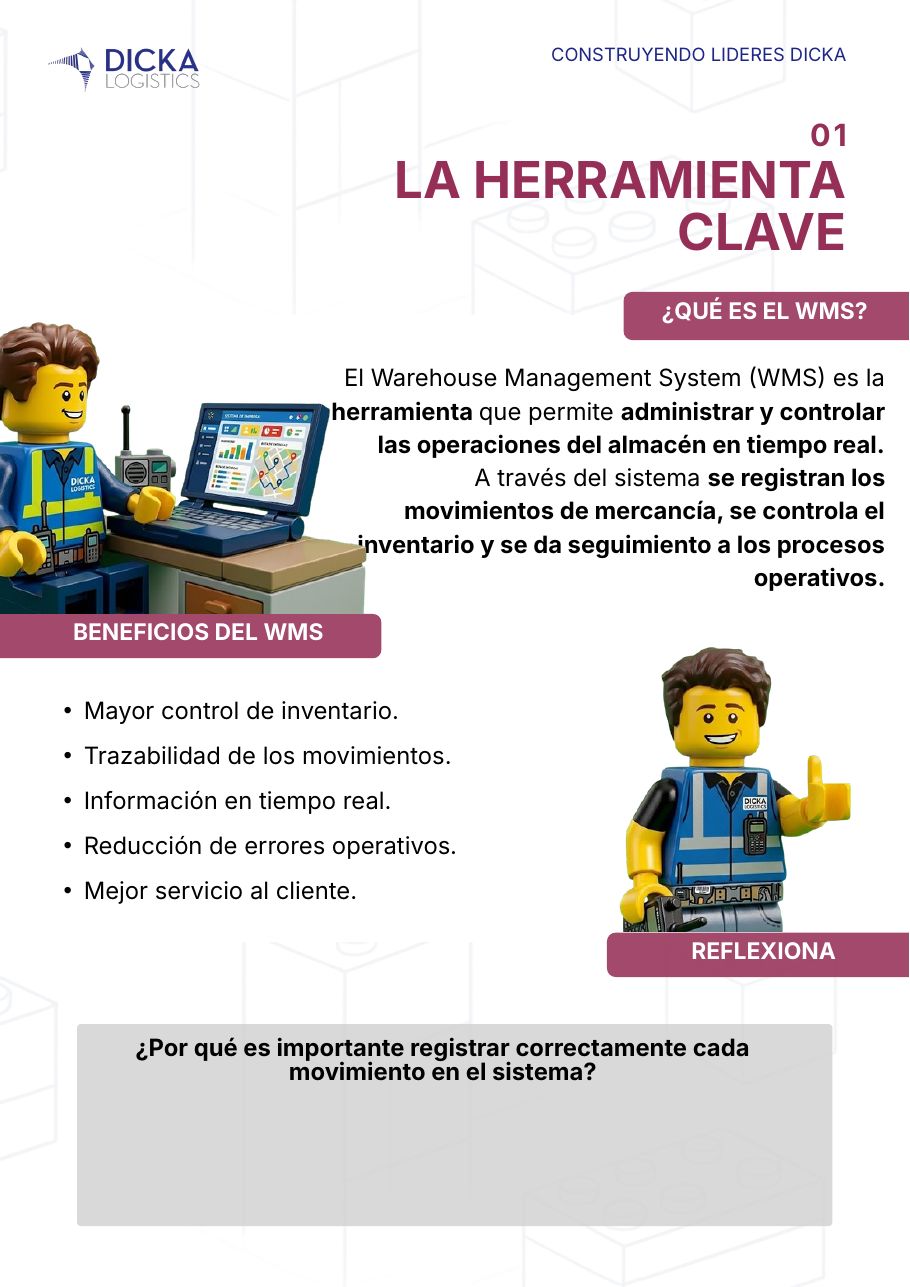 DICKA
LOGISTICS
CONSTRUYENDO LIDERES DICKA
01
LA HERRAMIENTA
CLAVE
¿QUÉ ES EL WMS?
El Warehouse Management System (WMS) es la
herramienta que permite administrar y controlar
las operaciones del almacén en tiempo real.
A través del sistema se registran los
movimientos de mercancía, se controla el
inventario y se da seguimiento a los procesos
operativos.
DICKA
LOGISTICS
BENEFICIOS DEL WMS
• Mayor control de inventario.
• Trazabilidad de los movimientos.
• Información en tiempo real.
• Reducción de errores operativos.
• Mejor servicio al cliente.
DICKA
LOGISTICS
REFLEXIONA
¿Por qué es importante registrar correctamente cada
movimiento en el sistema?